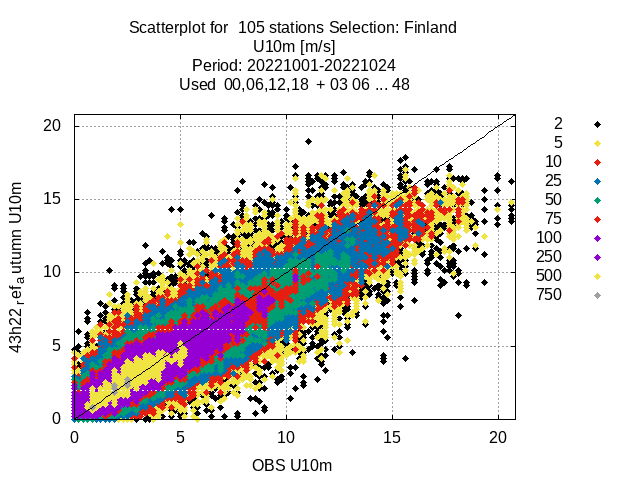 Scatterplot for 105 stations Selection: Finland
U10m [m/s]
Period: 20221001-20221024
Used 00,06,12,18 + 03 06 ... 48
20
15
10
5
0
0 5 10 15 20
43h22,ref a utumn U10m
OBS U10m
2
5
10
25
50
75
100
250
500
750